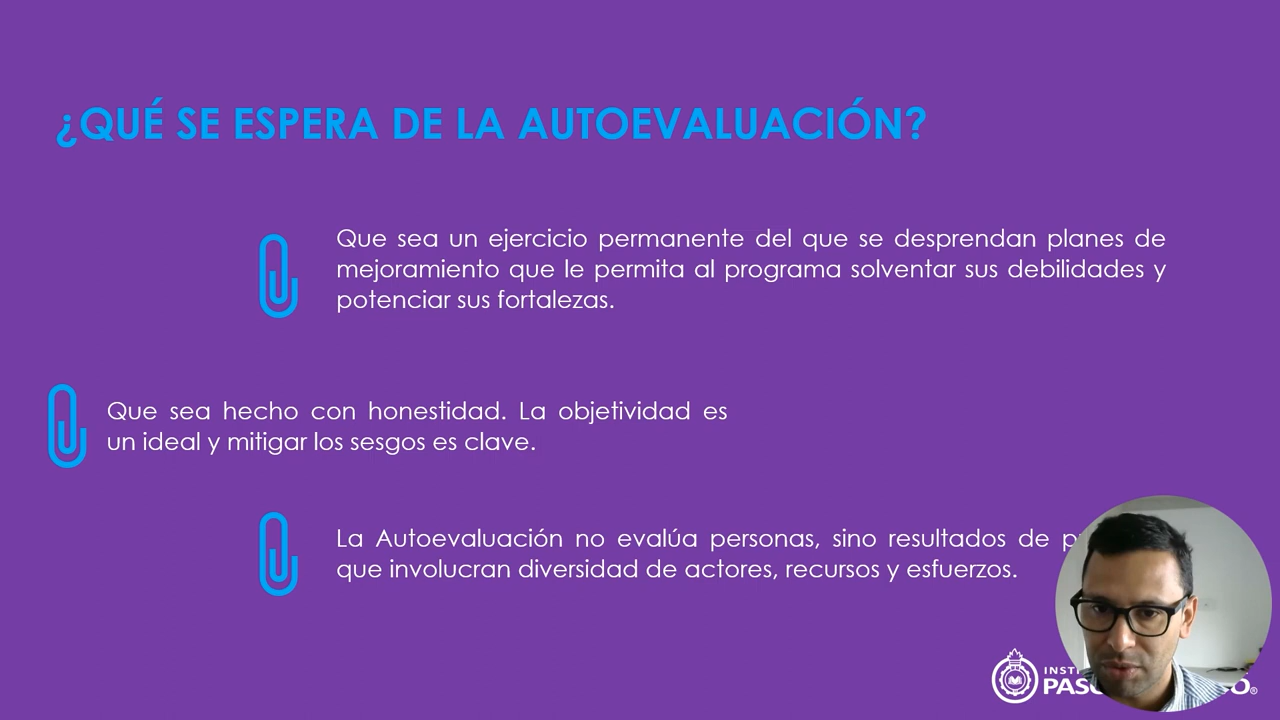 ¿QUÉ SE ESPERA DE LA AUTOEVALUACIÓN?
Que sea un ejercicio permanente del que se desprendan planes de
mejoramiento que le permita al programa solventar sus debilidades y
potenciar sus fortalezas.
Que sea hecho con honestidad. La objetividad es
un ideal y mitigar los sesgos es clave.
La Autoevaluación no evalúa personas, sino resultados de
que involucran diversidad de actores, recursos y esfuerzos.